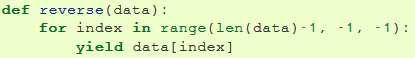 def reverse(data):
    for index in range(len(data)-1, -1, -1):
        yield data[index]